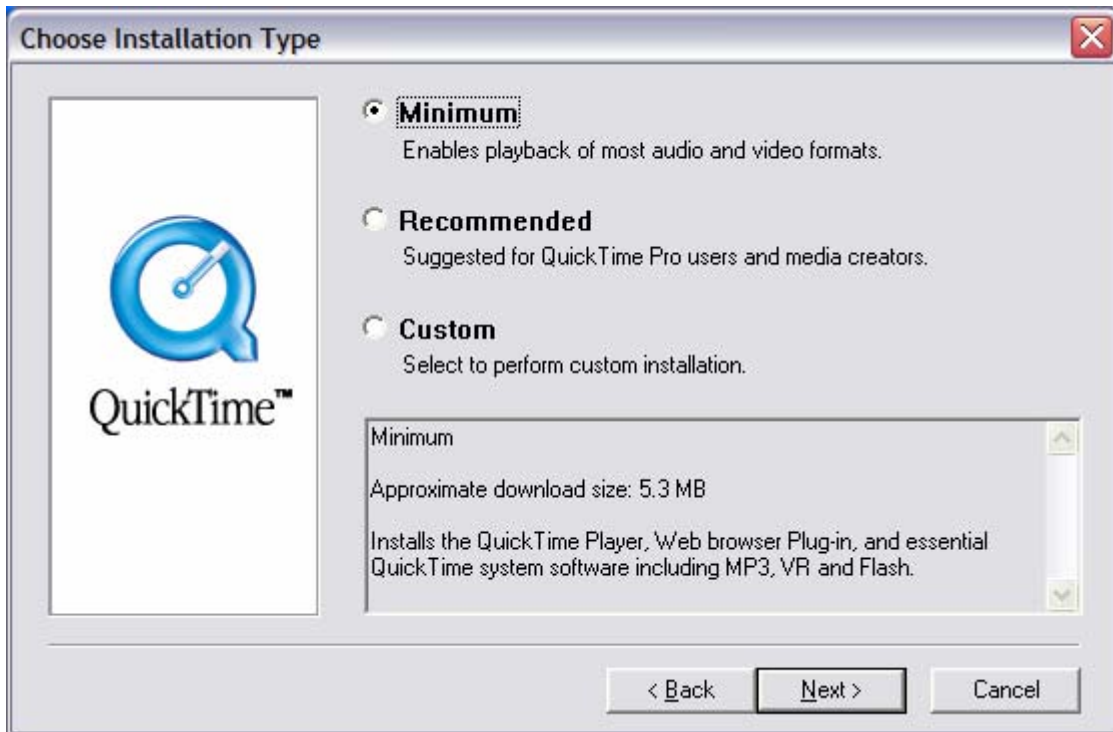 Choose Installation Type
Minimum
Enables playback of most audio and video formats.
Recommended
Suggested for QuickTime Pro users and media creators.
Custom
Select to perform custom installation.
QuickTime™
Minimum
Approximate download size: 5.3 MB
Installs the QuickTime Player, Web browser Plug-in, and essential
QuickTime system software including MP3, VR and Flash.
< Back
Next >
Cancel